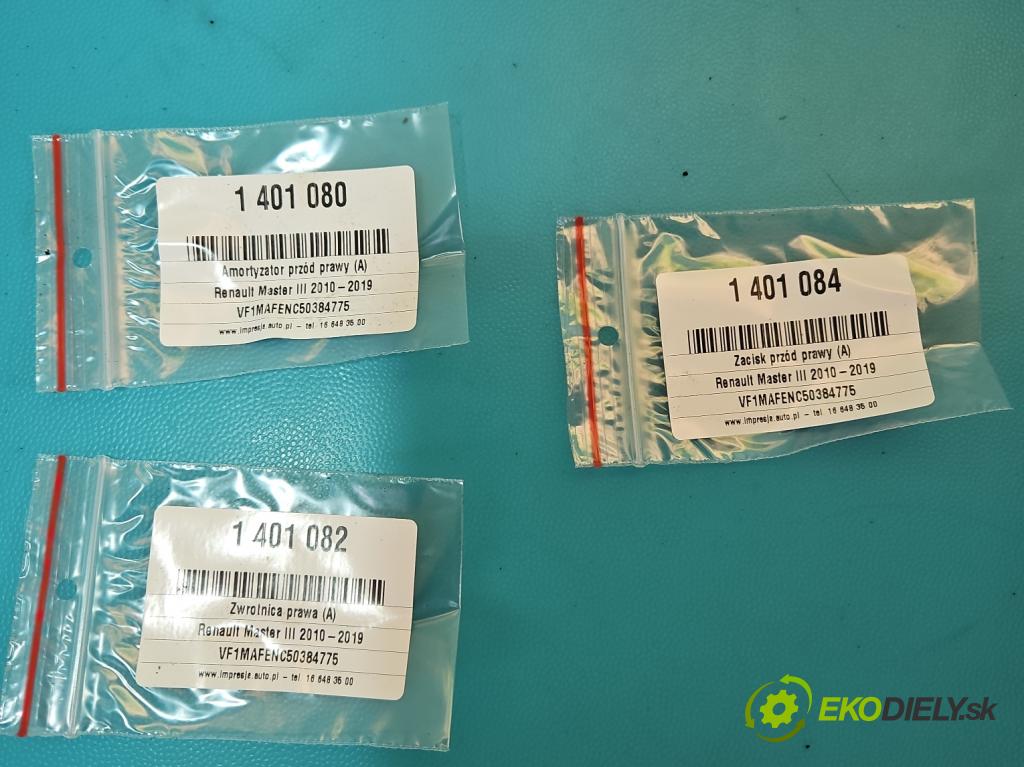 1 401 080
Amortyzator przód prawy (A)
Renault Master III 2010-2019
VF1MAFENC50384775
www.impresja.auto.pl - tel. 16 648 35 00
1 401 084
Zacisk przód prawy (A)
Renault Master III 2010-2019
VF1MAFENC50384775
www.impresja.auto.pl - tel. 16 648 35 00
1 401 082
Zwrotnica prawa (A)
Renault Master III 2010-2019
VF1MAFENC50384775
www.impresja.auto.pl - tel. 16 648 35 00
EKODIELY.sk